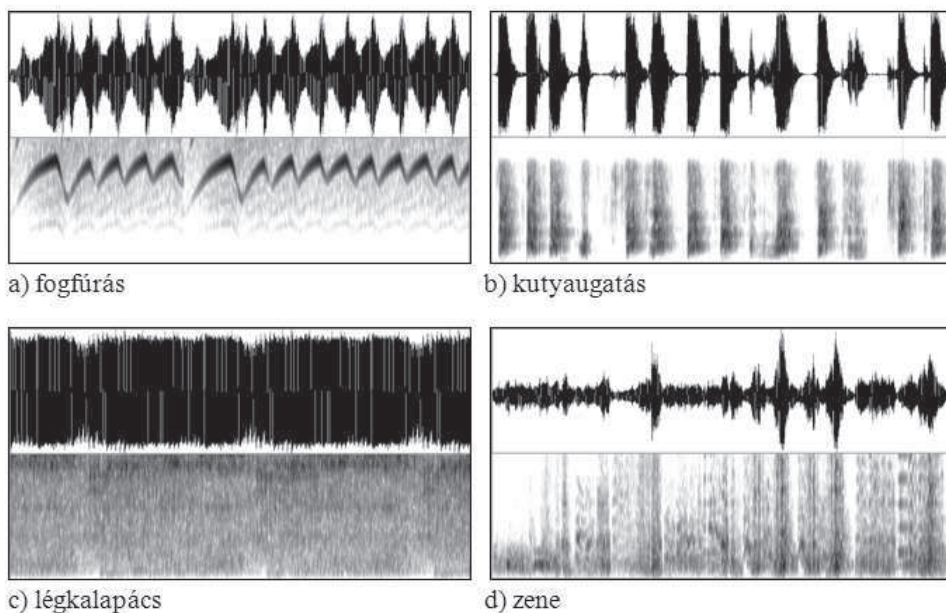 a) fogfúrás
b) kutyaugatás
c) légkalapács
d) zene